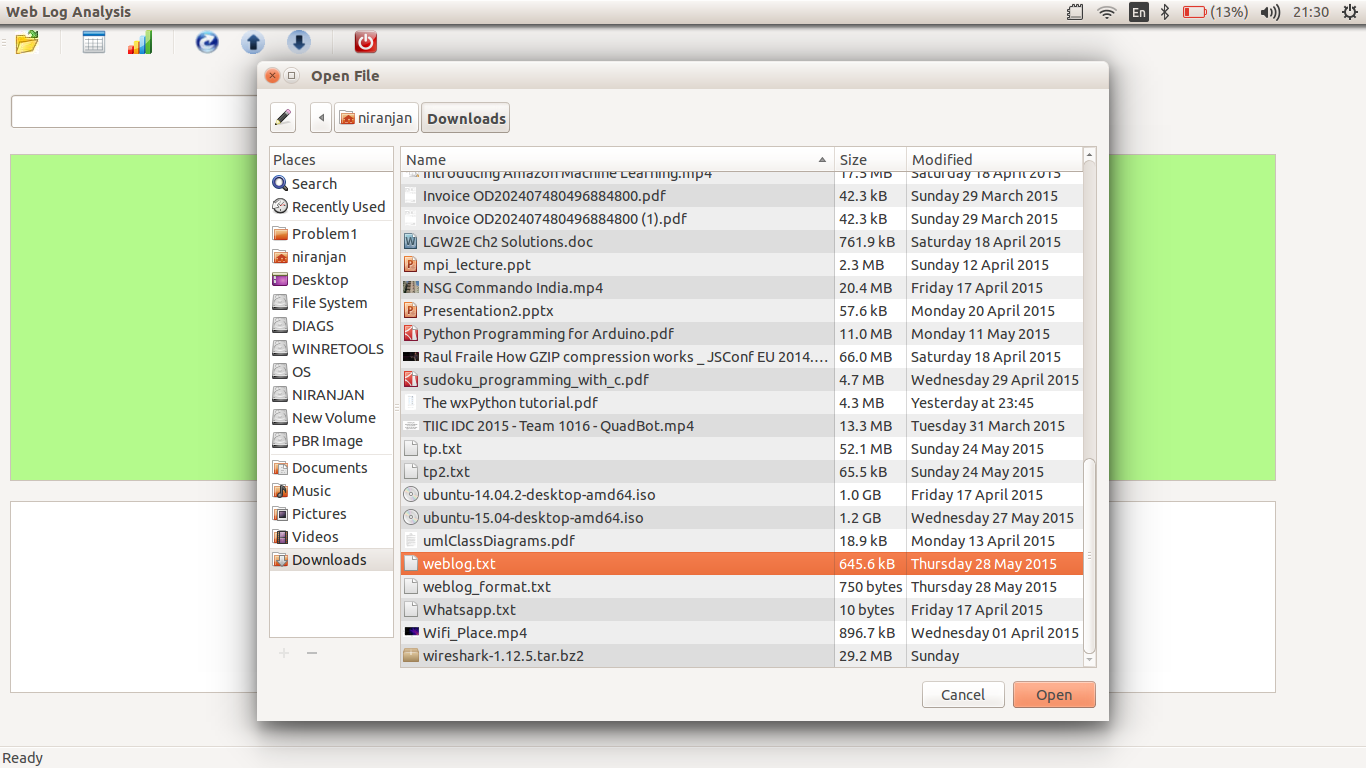 Web Log Analysis
En
(13%)
21:30
Open File
niranjan
Downloads
Places
Search
Recently Used
Problem1
niranjan
Desktop
File System
DIAGS
WINRETOOLS
OS
NIRANJAN
New Volume
PBR Image
Documents
Music
Pictures
Videos
Downloads
Name Size Modified
Introducing Amazon Machine Learning.mp4 17.5 MB Saturday 18 April 2015
Invoice OD202407480496884800.pdf 42.3 kB Sunday 29 March 2015
Invoice OD202407480496884800 (1).pdf 42.3 kB Sunday 29 March 2015
LGW2E Ch2 Solutions.doc 761.9 kB Saturday 18 April 2015
mpi_lecture.ppt 2.3 MB Sunday 12 April 2015
NSG Commando India.mp4 20.4 MB Friday 17 April 2015
Presentation2.pptx 57.6 kB Monday 20 April 2015
Python Programming for Arduino.pdf 11.0 MB Monday 11 May 2015
Raul Fraile How GZIP compression works _ JSConf EU 2014.... 66.0 MB Saturday 18 April 2015
sudoku_programming_with_c.pdf 4.7 MB Wednesday 29 April 2015
The wxPython tutorial.pdf 4.3 MB Yesterday at 23:45
TIIC IDC 2015 - Team 1016 - QuadBot.mp4 13.3 MB Tuesday 31 March 2015
tp.txt 52.1 MB Sunday 24 May 2015
tp2.txt 65.5 kB Sunday 24 May 2015
ubuntu-14.04.2-desktop-amd64.iso 1.0 GB Friday 17 April 2015
ubuntu-15.04-desktop-amd64.iso 1.2 GB Wednesday 27 May 2015
umlClassDiagrams.pdf 18.9 kB Monday 13 April 2015
weblog.txt 645.6 kB Thursday 28 May 2015
weblog_format.txt 750 bytes Thursday 28 May 2015
Whatsapp.txt 10 bytes Friday 17 April 2015
Wifi_Place.mp4 896.7 kB Wednesday 01 April 2015
wireshark-1.12.5.tar.bz2 29.2 MB Sunday
Cancel
Open
Ready